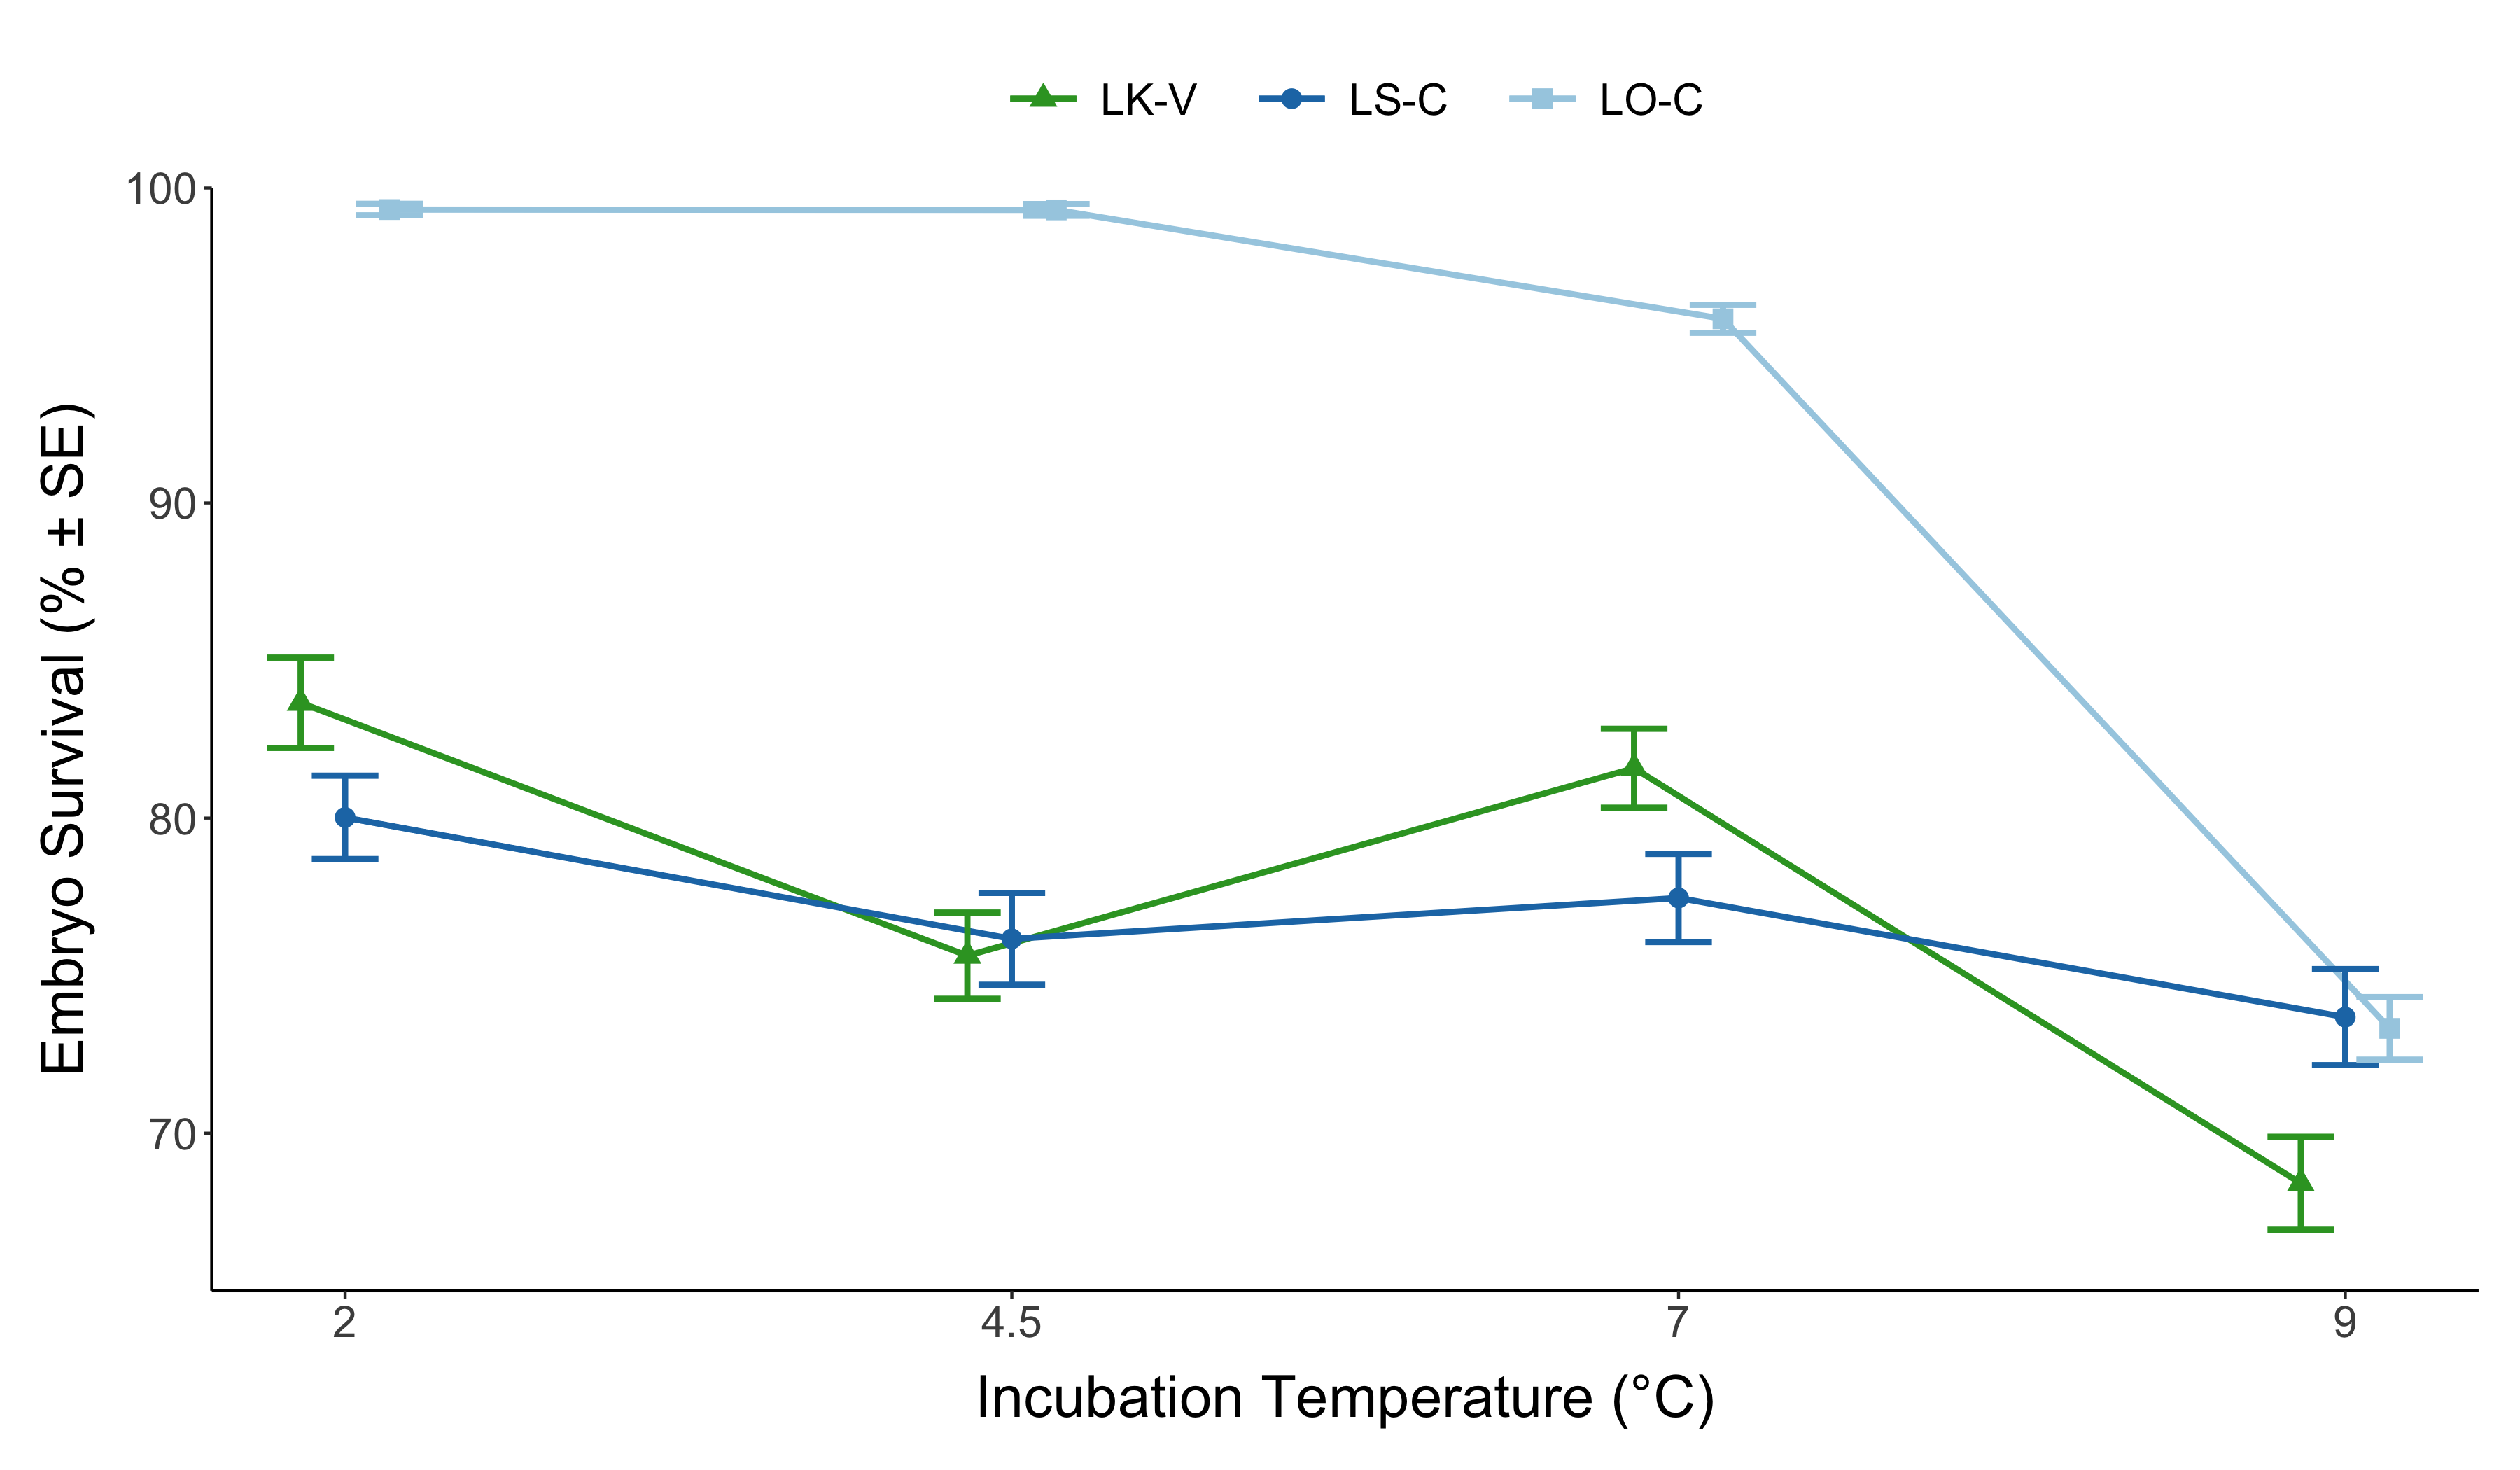 LK-V LS-C LO-C
100
90
80
70
Embryo Survival (% ± SE)
2 4.5 7 9
Incubation Temperature (°C)